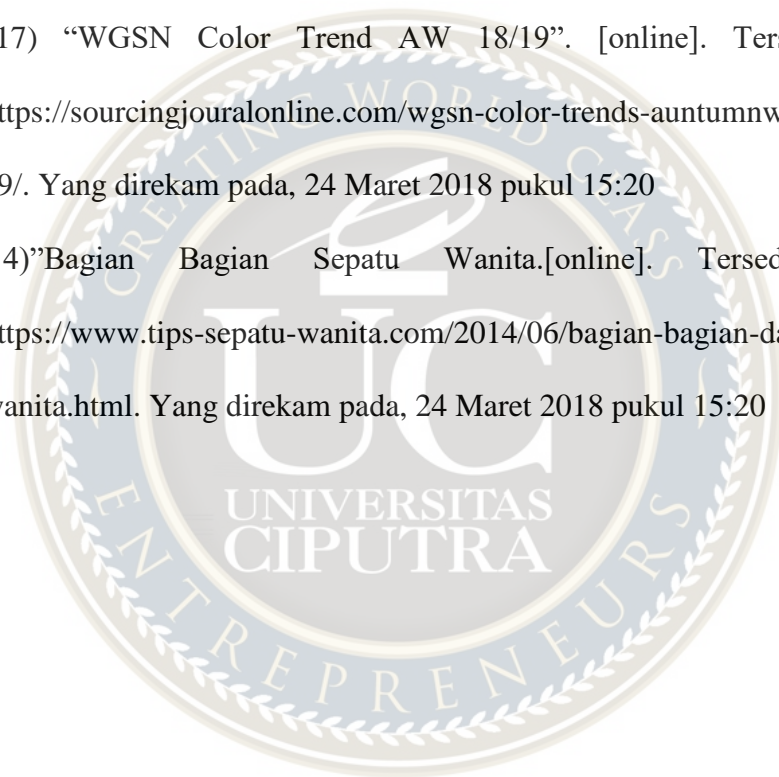 17) “WGSN Color Trend AW 18/19”. [online]. Ters
ttps://sourcingjouralonline.com/wgsn-color-trends-auntumnw
9/. Yang direkam pada, 24 Maret 2018 pukul 15:20
4)”Bagian Bagian Sepatu Wanita.[online]. Tersed
ttps://www.tips-sepatu-wanita.com/2014/06/bagian-bagian-da
wanita.html. Yang direkam pada, 24 Maret 2018 pukul 15:20
CREATING WORLD CLASS
UC
UNIVERSITAS
CIPUTRA
ENTREPRENEURS